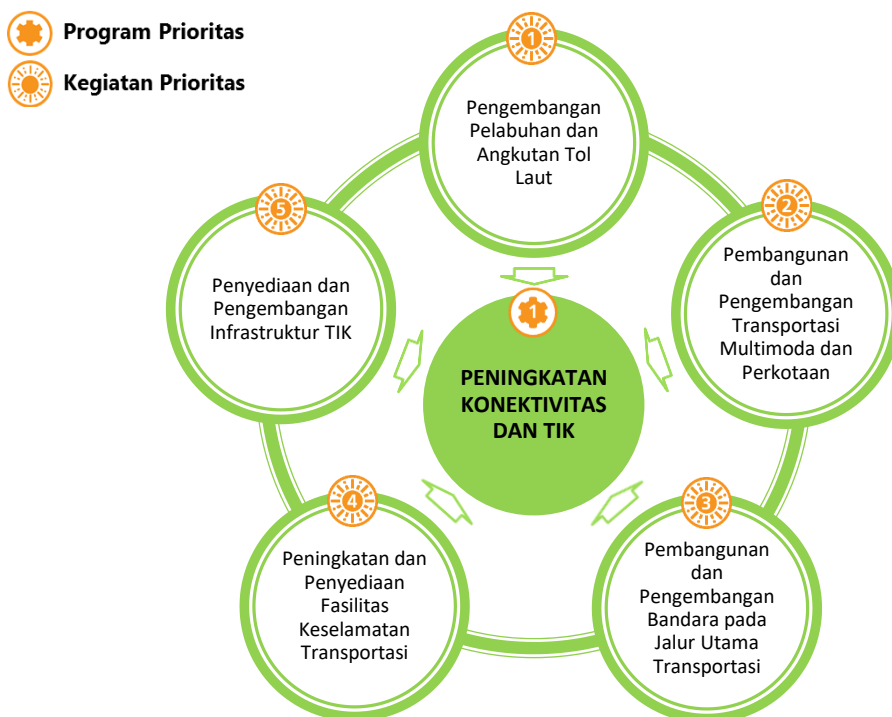 Program Prioritas
Kegiatan Prioritas
1
Pengembangan
Pelabuhan dan
Angkutan Tol
Laut
2
Pembangunan
dan
Pengembangan
Transportasi
Multimoda dan
Perkotaan
3
Pembangunan
dan
Pengembangan
Bandara pada
Jalur Utama
Transportasi
4
Peningkatan dan
Penyediaan
Fasilitas
Keselamatan
Transportasi
5
Penyediaan dan
Pengembangan
Infrastruktur TIK
1
PENINGKATAN
KONEKTIVITAS
DAN TIK